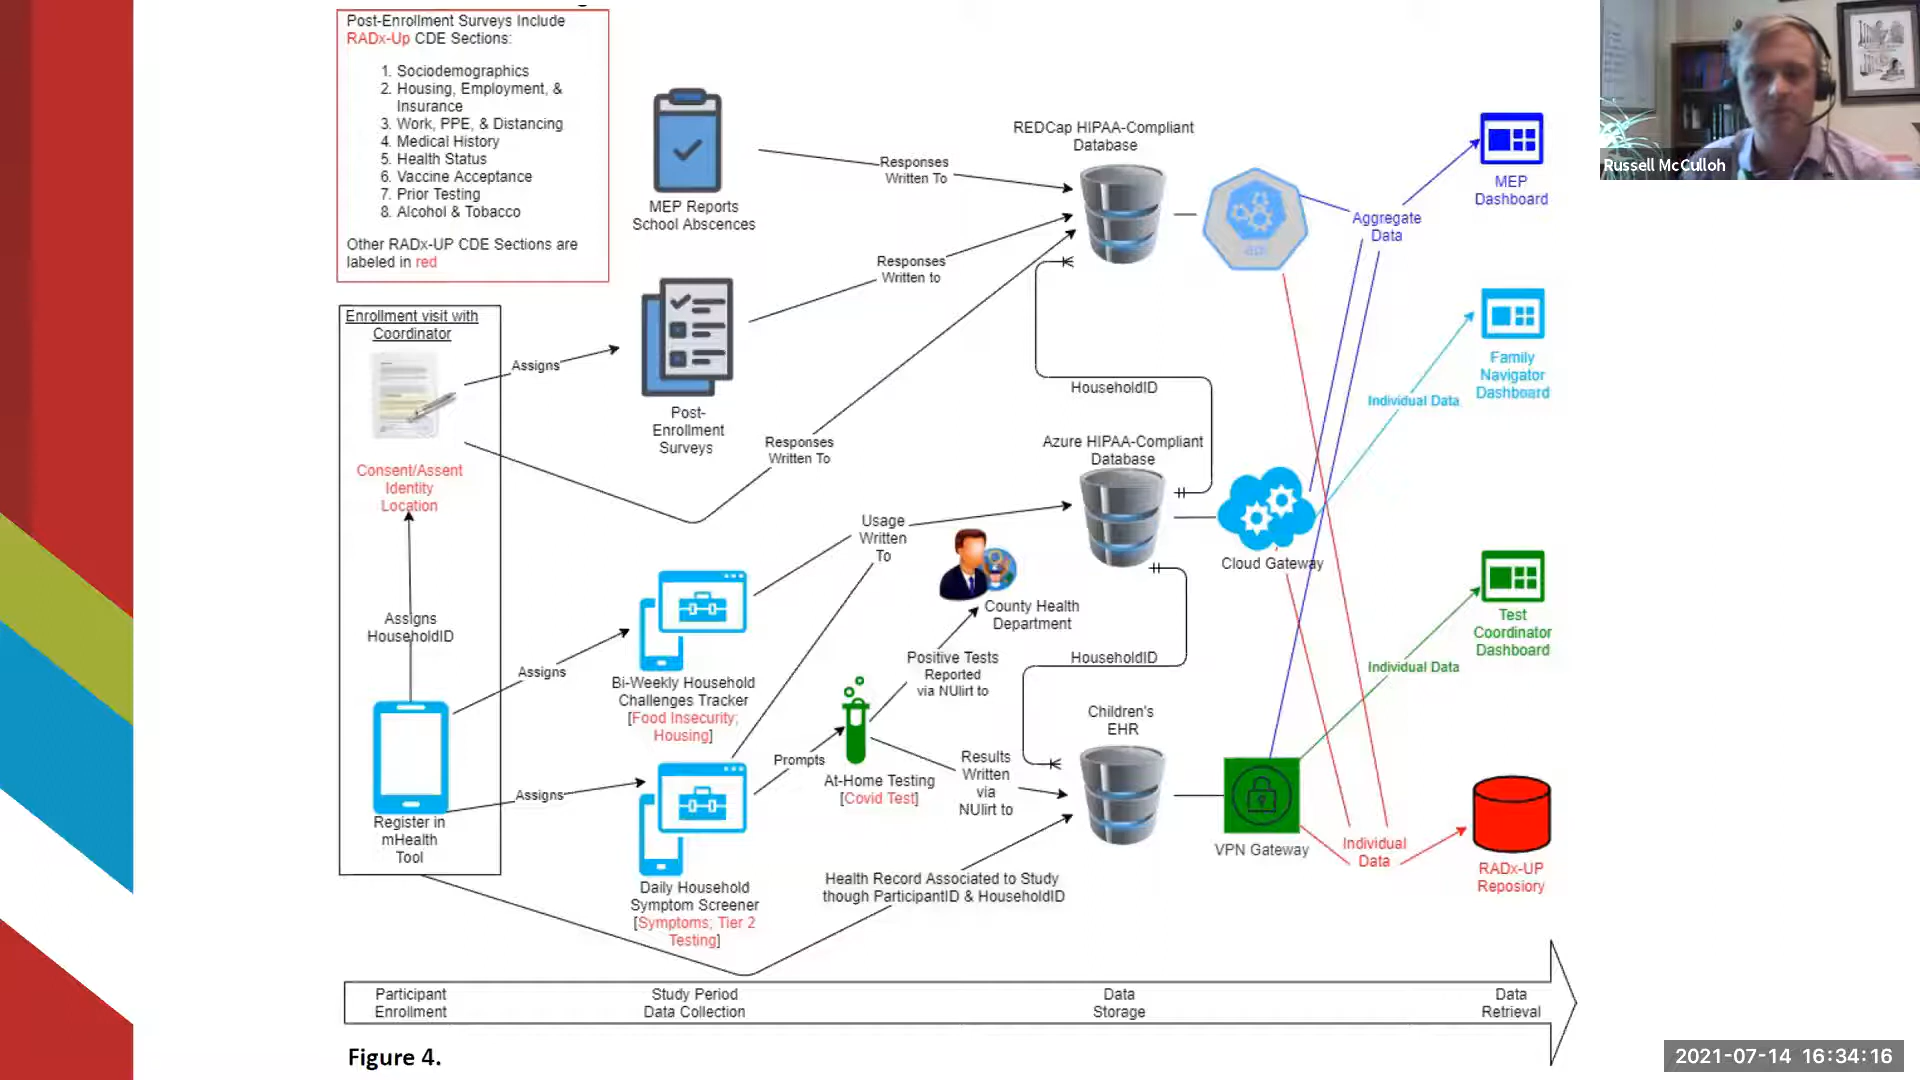 Post-Enrollment Surveys Include
RADx-Up CDE Sections:
1. Sociodemographics
2. Housing, Employment, &
Insurance
3. Work, PPE, & Distancing
4. Medical History
5. Health Status
6. Vaccine Acceptance
7. Prior Testing
8. Alcohol & Tobacco
Other RADx-UP CDE Sections are
labeled in red
Enrollment visit with
Coordinator
Consent/Assent
Identity
Location
Assigns
HouseholdID
Register in
mHealth
Tool
Assigns
Assigns
Assigns
MEP Reports
School Abscences
Post-
Enrollment
Surveys
Bi-Weekly Household
Challenges Tracker
[Food Insecurity;
Housing]
Daily Household
Symptom Screener
[Symptoms; Tier 2
Testing]
Responses
Written To
Responses
Written to
Responses
Written To
Usage
Written
To
Prompts
At-Home Testing
[Covid Test]
County Health
Department
Positive Tests
Reported
via NUlirt to
Results
Written
via
NUlirt to
Health Record Associated to Study
though ParticipantID & HouseholdID
REDCap HIPAA-Compliant
Database
api
HouseholdID
Azure HIPAA-Compliant
Database
Cloud Gateway
HouseholdID
Children's
EHR
VPN Gateway
Aggregate
Data
Individual Data
Individual Data
Individual
Data
MEP
Dashboard
Family
Navigator
Dashboard
Test
Coordinator
Dashboard
RADx-UP
Reposiory
Participant
Enrollment
Study Period
Data Collection
Data
Storage
Data
Retrieval
Figure 4.
Russell McCulloh
2021-07-14 16:34:16